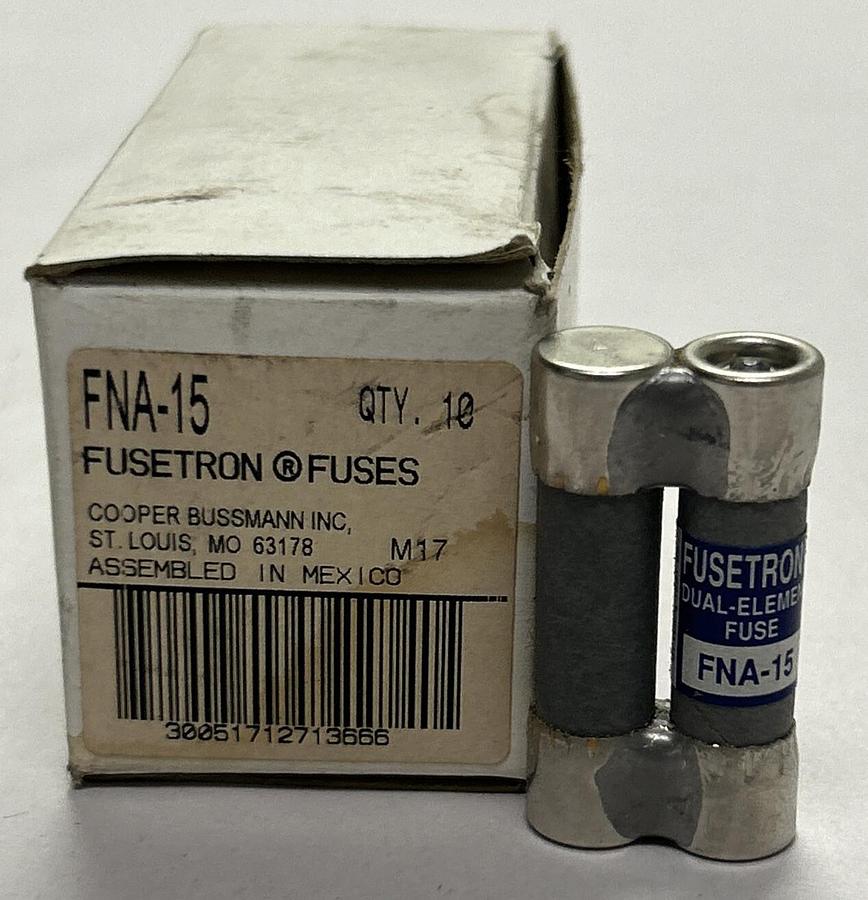 FNA-15 QTY. 10
FUSETRON ® FUSES
COOPER BUSSMANN INC,
ST. LOUIS, MO 63178 M17
ASSEMBLED IN MEXICO
30051712713666
FUSETRON
DUAL-ELEMEN
FUSE
FNA-15